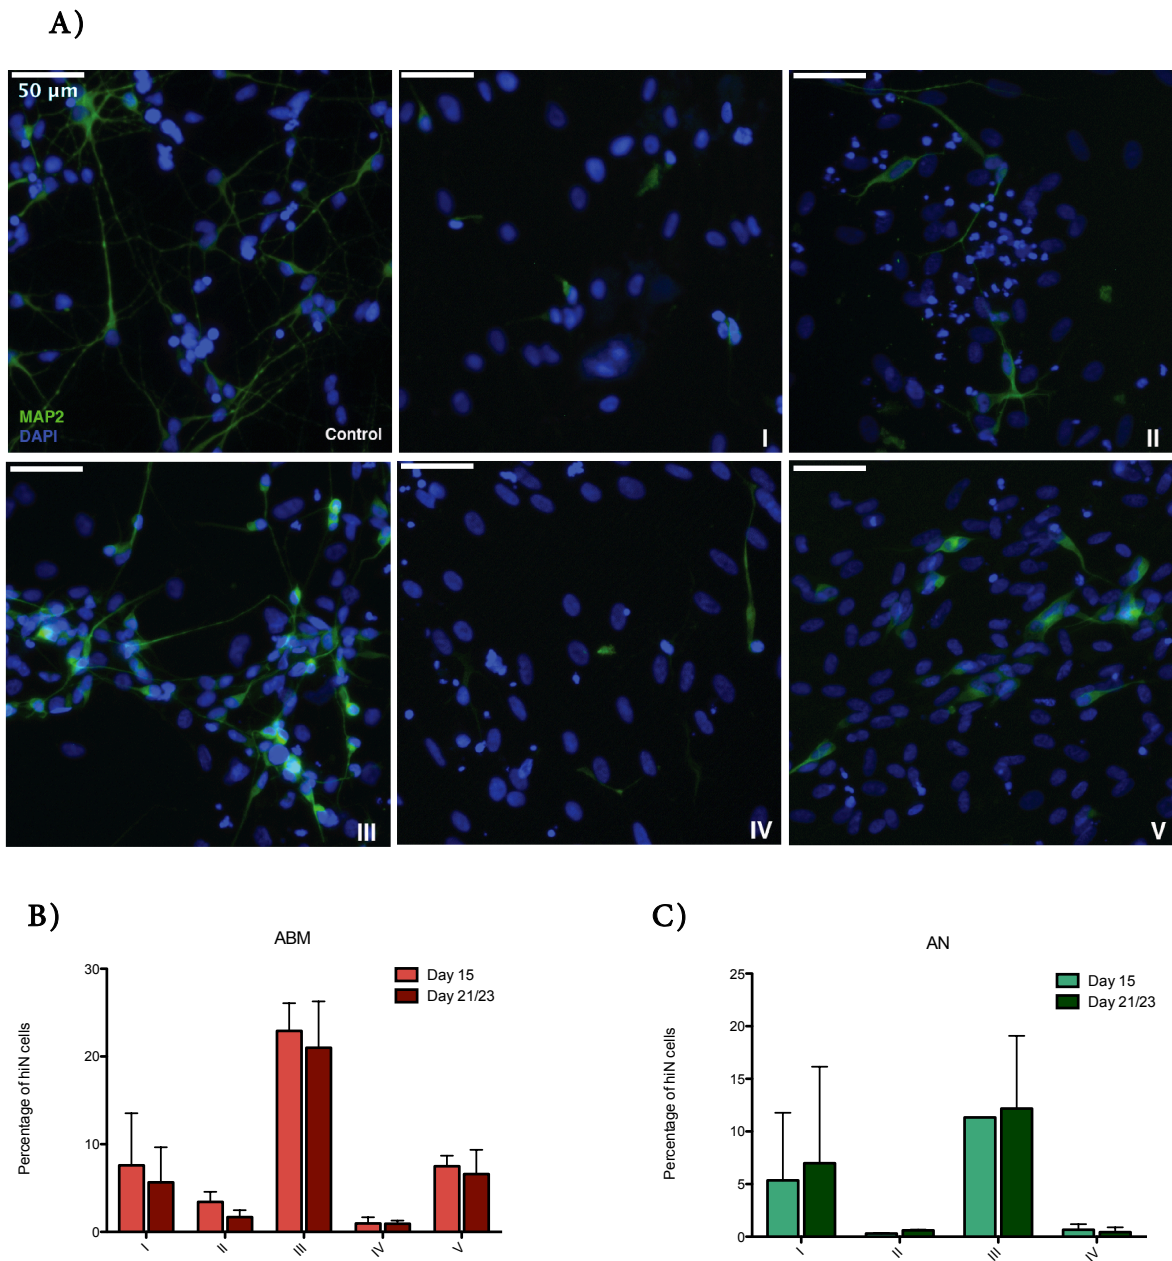 A)
50 µm
MAP2
DAPI
Control
I
II
III
IV
V
B)
ABM
Day 15
Day 21/23
Percentage of hiN cells
30
20
10
0
I
II
III
IV
V
C)
AN
Day 15
Day 21/23
Percentage of hiN cells
25
20
15
10
5
0
I
II
III
IV